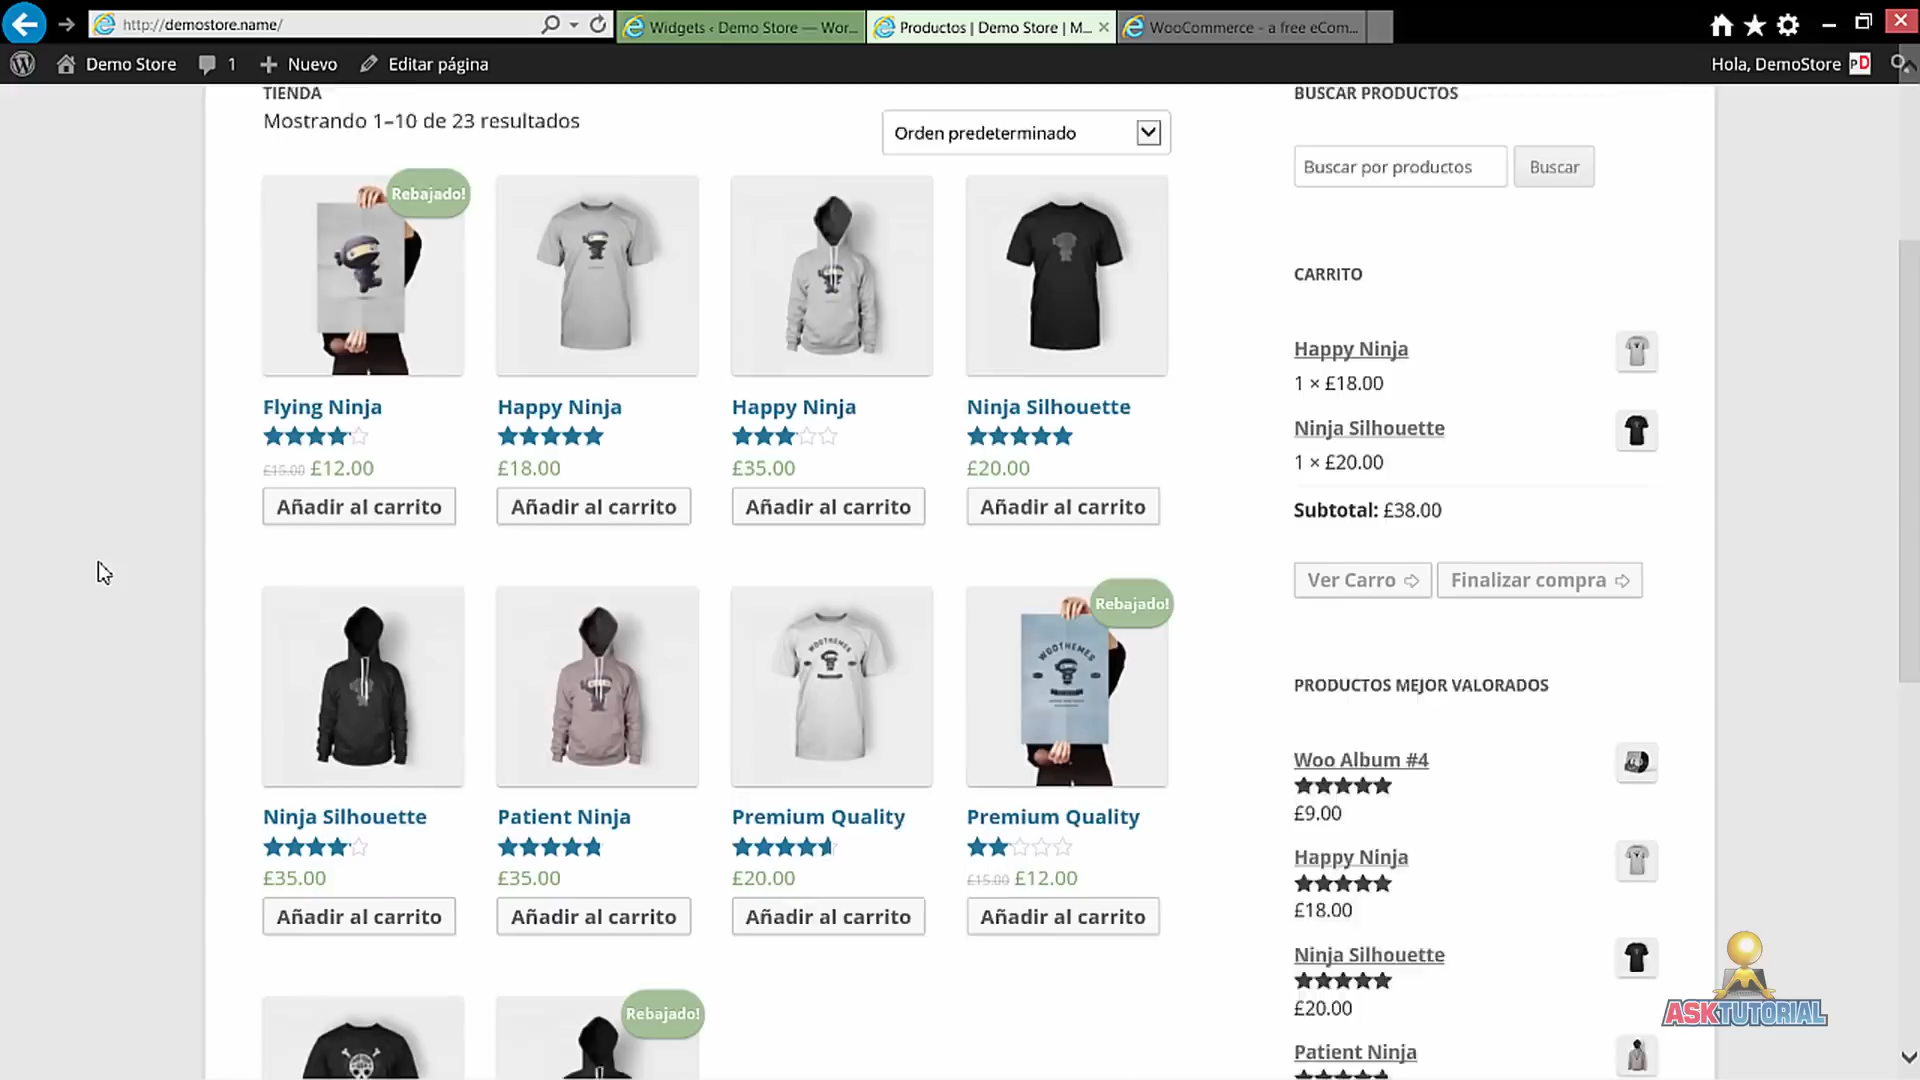 http://demostore.name/
Widgets ‹ Demo Store — Wor...
Productos | Demo Store | M...
WooCommerce - a free eCom...
Demo Store
1
Nuevo
Editar página
Hola, DemoStore
PD
TIENDA
Mostrando 1–10 de 23 resultados
Orden predeterminado
Rebajado!
Flying Ninja
Happy Ninja
Happy Ninja
Ninja Silhouette
£15.00 £12.00
£18.00
£35.00
£20.00
Añadir al carrito
Añadir al carrito
Añadir al carrito
Añadir al carrito
WOOTHEMES
Rebajado!
WOOTHEMES
Ninja Silhouette
Patient Ninja
Premium Quality
Premium Quality
£35.00
£35.00
£20.00
£15.00 £12.00
Añadir al carrito
Añadir al carrito
Añadir al carrito
Añadir al carrito
Rebajado!
BUSCAR PRODUCTOS
Buscar por productos
Buscar
CARRITO
Happy Ninja
1 × £18.00
Ninja Silhouette
1 × £20.00
Subtotal: £38.00
Ver Carro
Finalizar compra
PRODUCTOS MEJOR VALORADOS
Woo Album #4
£9.00
Happy Ninja
£18.00
Ninja Silhouette
£20.00
Patient Ninja
ASKTUTORIAL